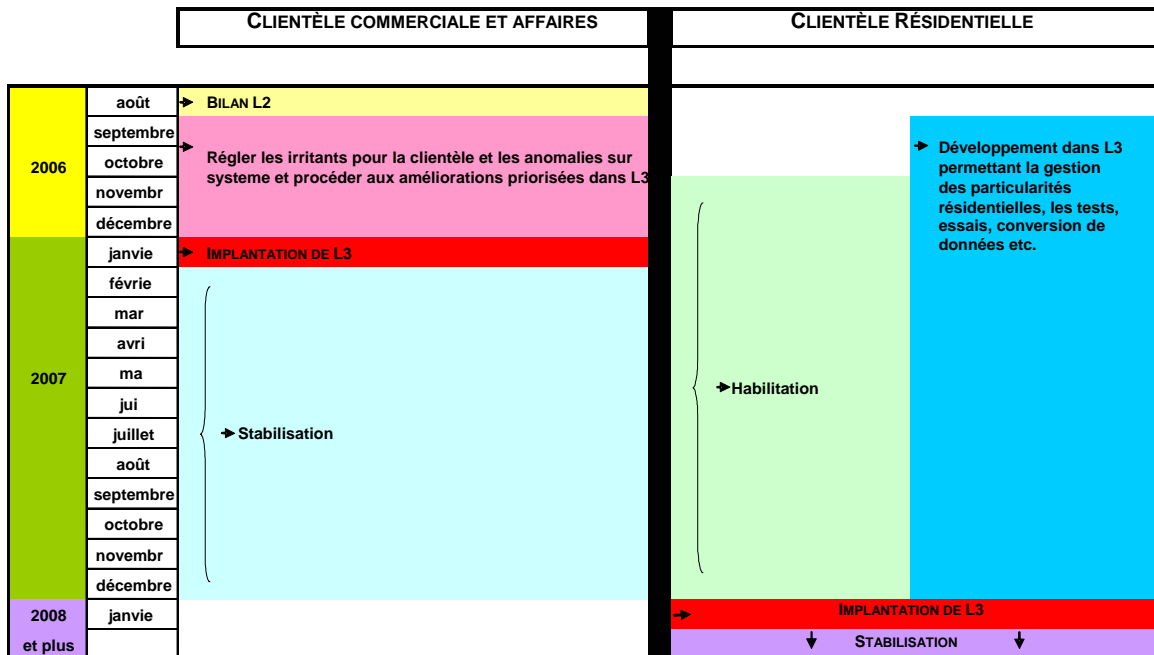 CLIENTÈLE COMMERCIALE ET AFFAIRES
CLIENTÈLE RÉSIDENTIELLE
2006
août
BILAN L2
septembre
octobre
novembr
décembre
Régler les irritants pour la clientèle et les anomalies sur
systeme et procéder aux améliorations priorisées dans L3
Développement dans L3
permettant la gestion
des particularités
résidentielles, les tests,
essais, conversion de
données etc.
2007
janvie
IMPLANTATION DE L3
février
mar
avri
ma
jui
juillet
août
septembre
octobre
novembr
décembre
Stabilisation
Habilitation
2008
et plus
janvie
IMPLANTATION DE L3
STABILISATION